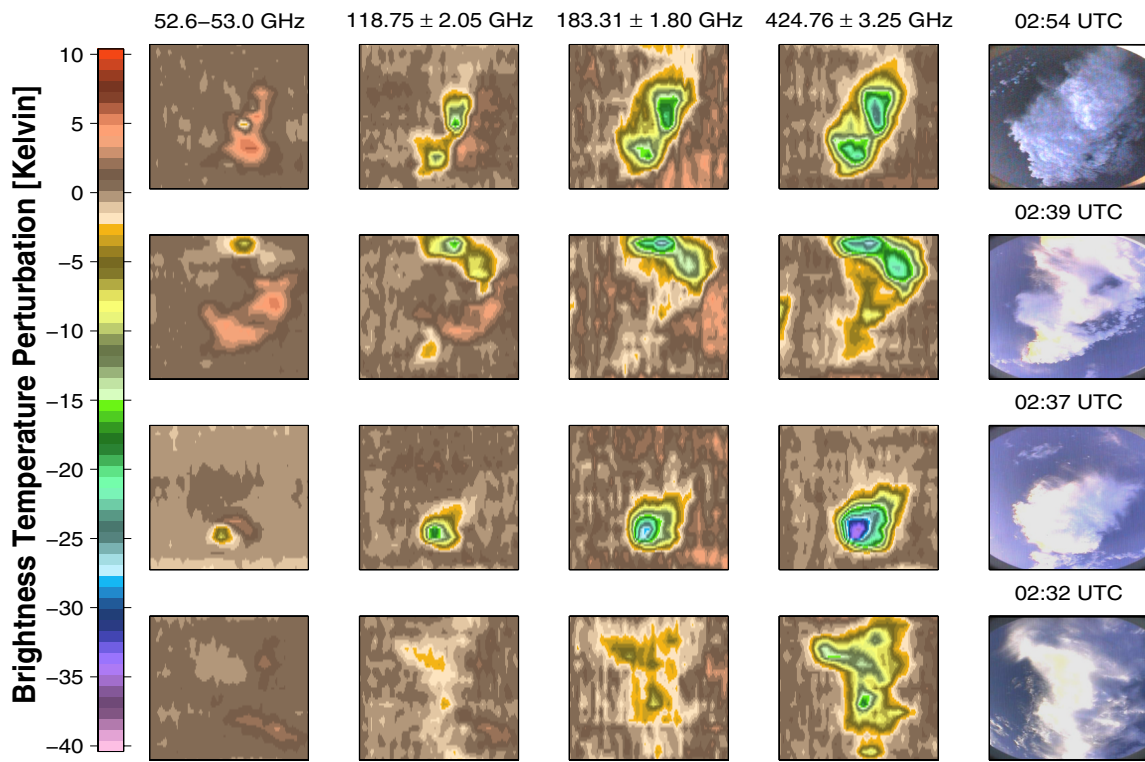 52.6–53.0 GHz 118.75 ± 2.05 GHz 183.31 ± 1.80 GHz 424.76 ± 3.25 GHz 02:54 UTC
Brightness Temperature Perturbation [Kelvin]
10
5
0
−5
−10
−15
−20
−25
−30
−35
−40
02:39 UTC
02:37 UTC
02:32 UTC